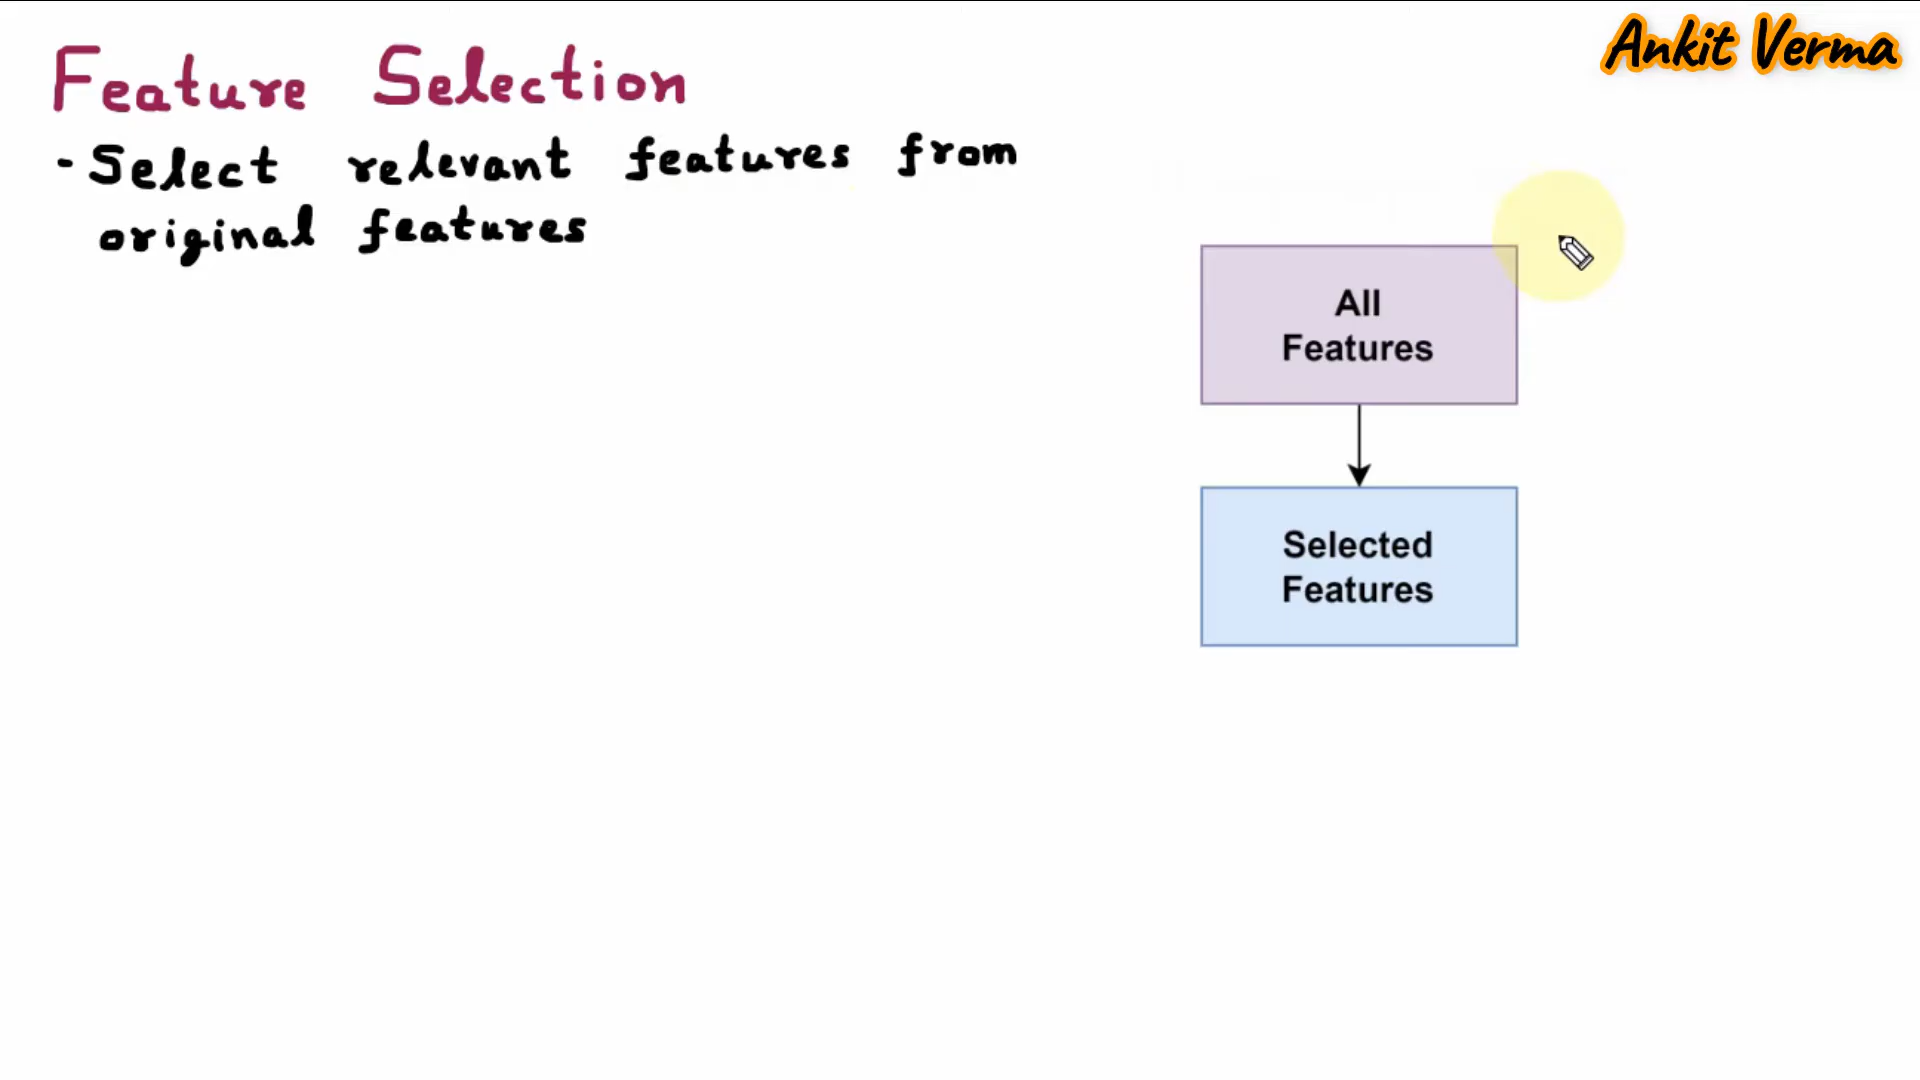 Ankit Verma
Feature Selection
- Select relevant features from
original features
All
Features
Selected
Features